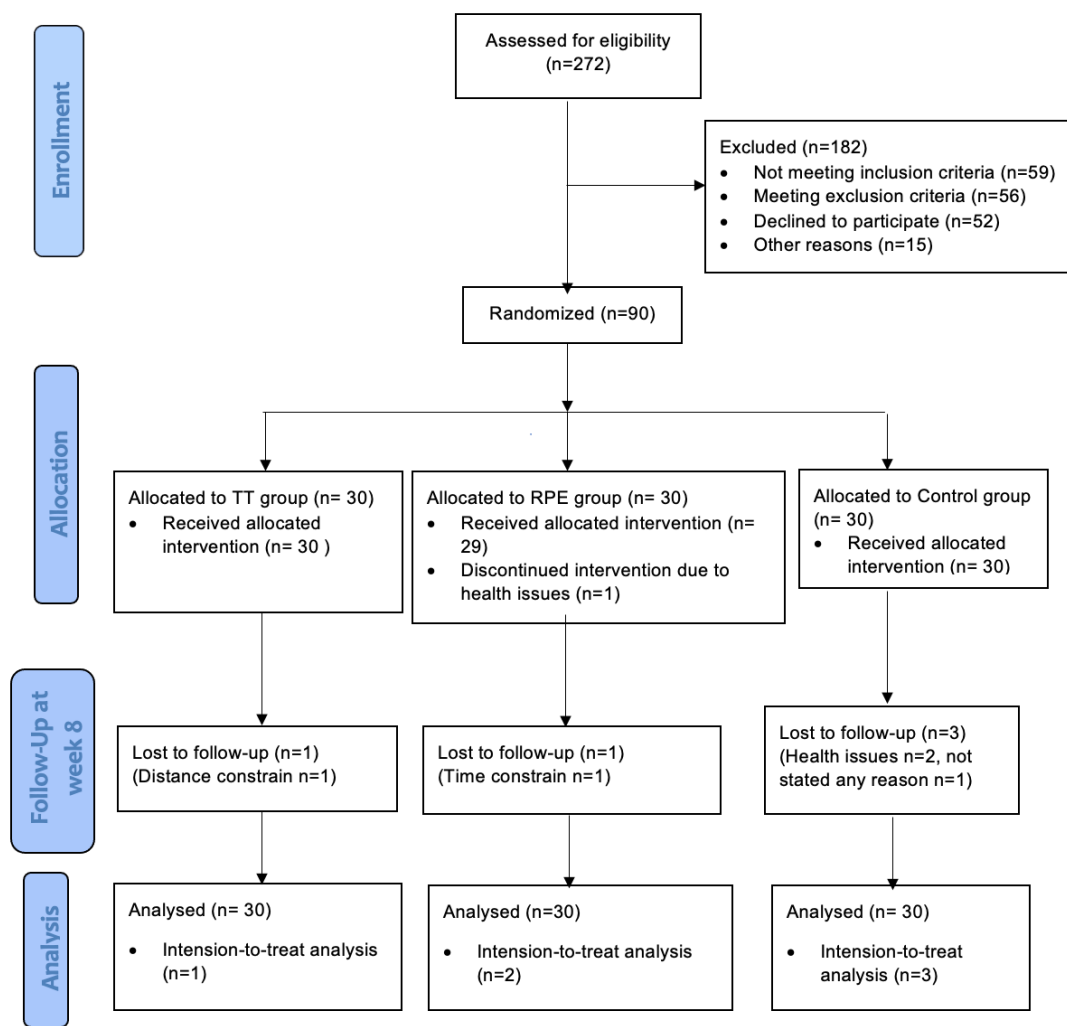 Enrollment
Assessed for eligibility
(n=272)
Excluded (n=182)
• Not meeting inclusion criteria (n=59)
• Meeting exclusion criteria (n=56)
• Declined to participate (n=52)
• Other reasons (n=15)
Randomized (n=90)
Allocation
Allocated to TT group (n= 30)
• Received allocated
intervention (n= 30 )
Allocated to RPE group (n= 30)
• Received allocated intervention (n=
29)
• Discontinued intervention due to
health issues (n=1)
Allocated to Control group
(n= 30)
• Received allocated
intervention (n= 30)
Follow-Up at
week 8
Lost to follow-up (n=1)
(Distance constrain n=1)
Lost to follow-up (n=1)
(Time constrain n=1)
Lost to follow-up (n=3)
(Health issues n=2, not
stated any reason n=1)
Analysis
Analysed (n= 30)
• Intension-to-treat analysis
(n=1)
Analysed (n=30)
• Intension-to-treat analysis
(n=2)
Analysed (n= 30)
• Intension-to-treat
analysis (n=3)